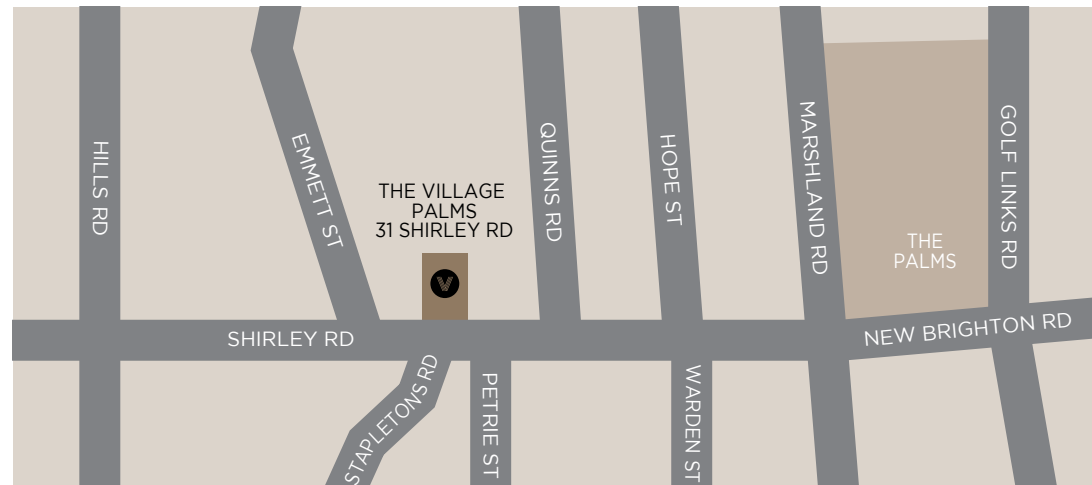 HILLS RD
EMMETT ST
THE VILLAGE
PALMS
31 SHIRLEY RD
V
QUINNS RD
HOPE ST
MARSHLAND RD
GOLF LINKS RD
THE
PALMS
SHIRLEY RD
NEW BRIGHTON RD
STAPLETONS RD
PETRIE ST
WARDEN ST